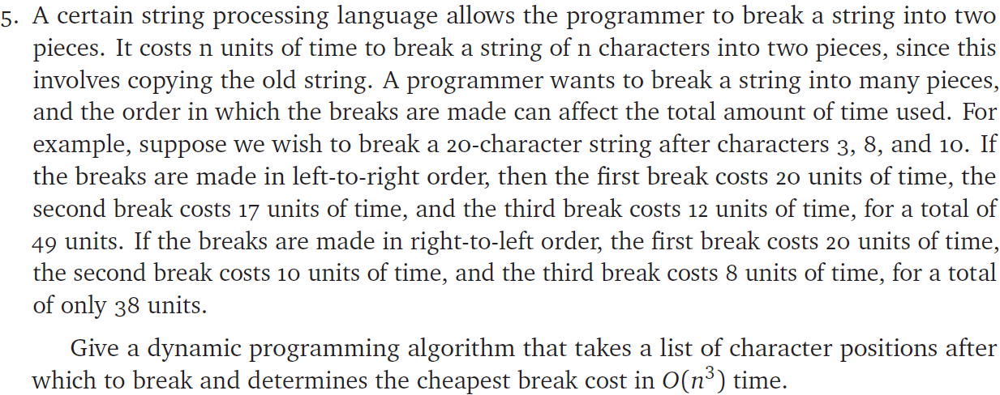 5. A certain string processing language allows the programmer to break a string into two
pieces. It costs n units of time to break a string of n characters into two pieces, since this
involves copying the old string. A programmer wants to break a string into many pieces,
and the order in which the breaks are made can affect the total amount of time used. For
example, suppose we wish to break a 20-character string after characters 3, 8, and 10. If
the breaks are made in left-to-right order, then the first break costs 20 units of time, the
second break costs 17 units of time, and the third break costs 12 units of time, for a total of
49 units. If the breaks are made in right-to-left order, the first break costs 20 units of time,
the second break costs 10 units of time, and the third break costs 8 units of time, for a total
of only 38 units.
Give a dynamic programming algorithm that takes a list of character positions after
which to break and determines the cheapest break cost in O(n³) time.